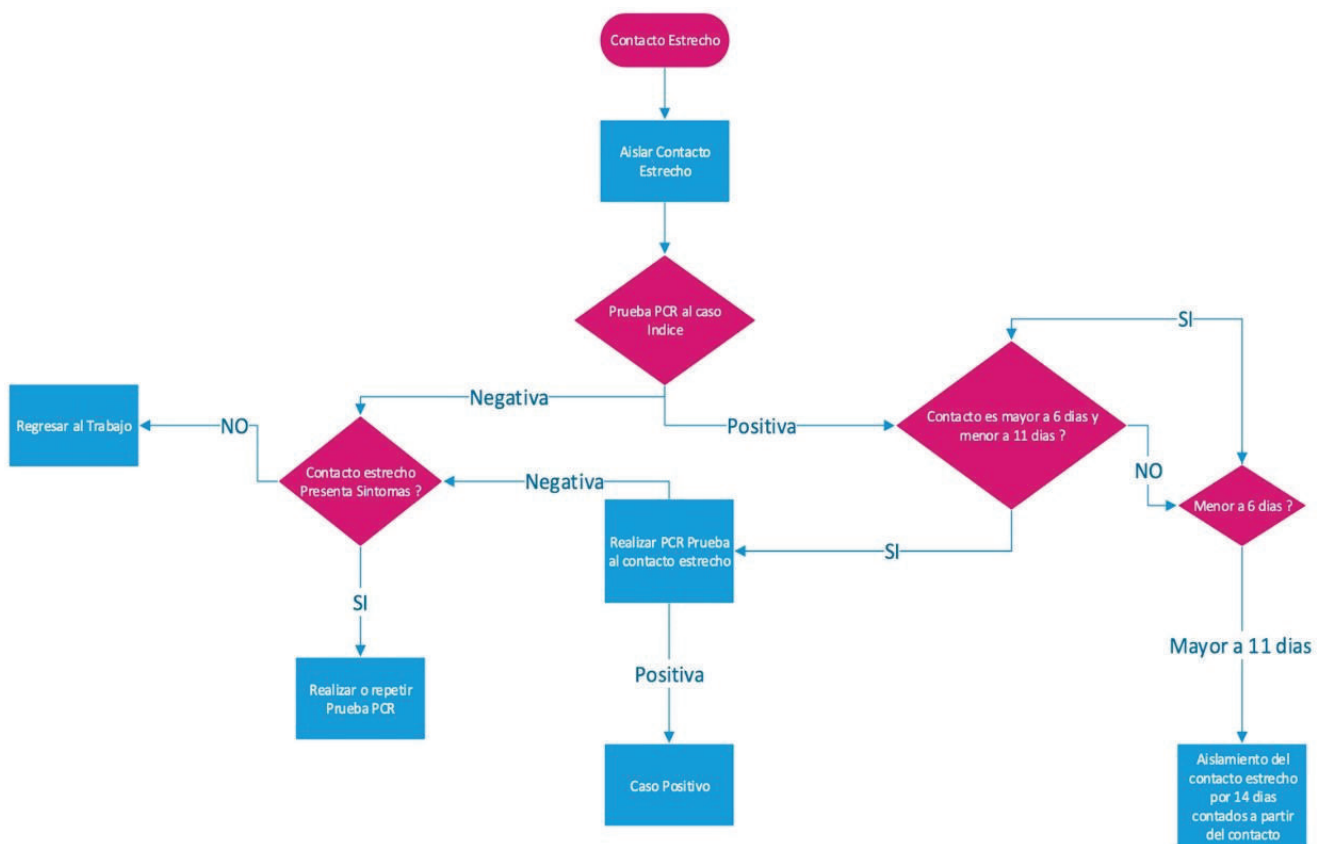 Contacto Estrecho
Aislar Contacto
Estrecho
Prueba PCR al caso
Indice
SI
Negativa
Positiva
Contacto es mayor a 6 dias y
menor a 11 dias ?
Regresar al Trabajo
NO
Contacto estrecho
Presenta Sintomas ?
Negativa
NO
Menor a 6 dias ?
Realizar PCR Prueba
al contacto estrecho
SI
SI
Mayor a 11 dias
Positiva
Realizar o repetir
Prueba PCR
Caso Positivo
Aislamiento del
contacto estrecho
por 14 dias
contados a partir
del contacto